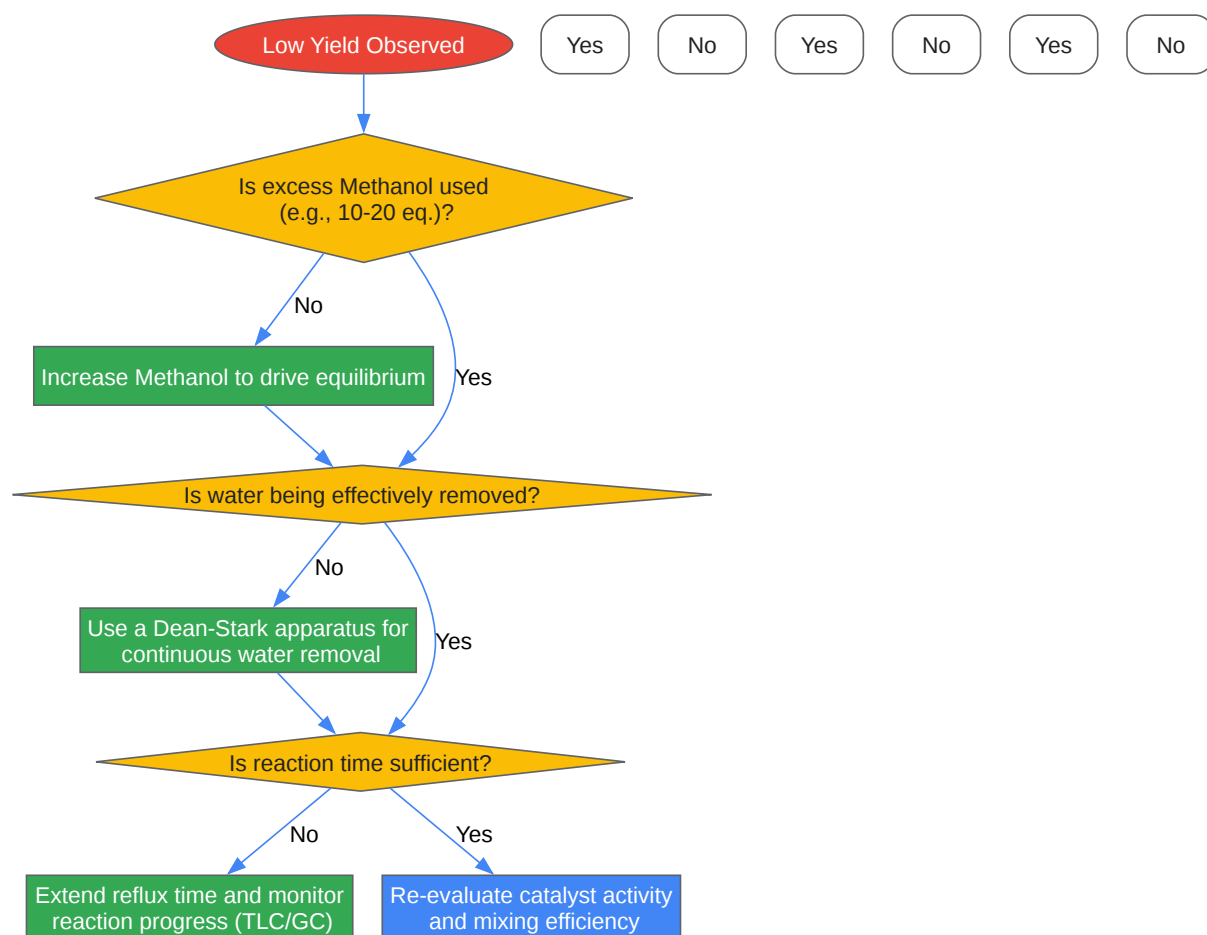 Low Yield Observed
Yes
No
Yes
No
Yes
No
Is excess Methanol used
(e.g., 10-20 eq.)?
No
Increase Methanol to drive equilibrium
Yes
Is water being effectively removed?
No
Use a Dean-Stark apparatus for
continuous water removal
Yes
Is reaction time sufficient?
No
Yes
Extend reflux time and monitor
reaction progress (TLC/GC)
Re-evaluate catalyst activity
and mixing efficiency